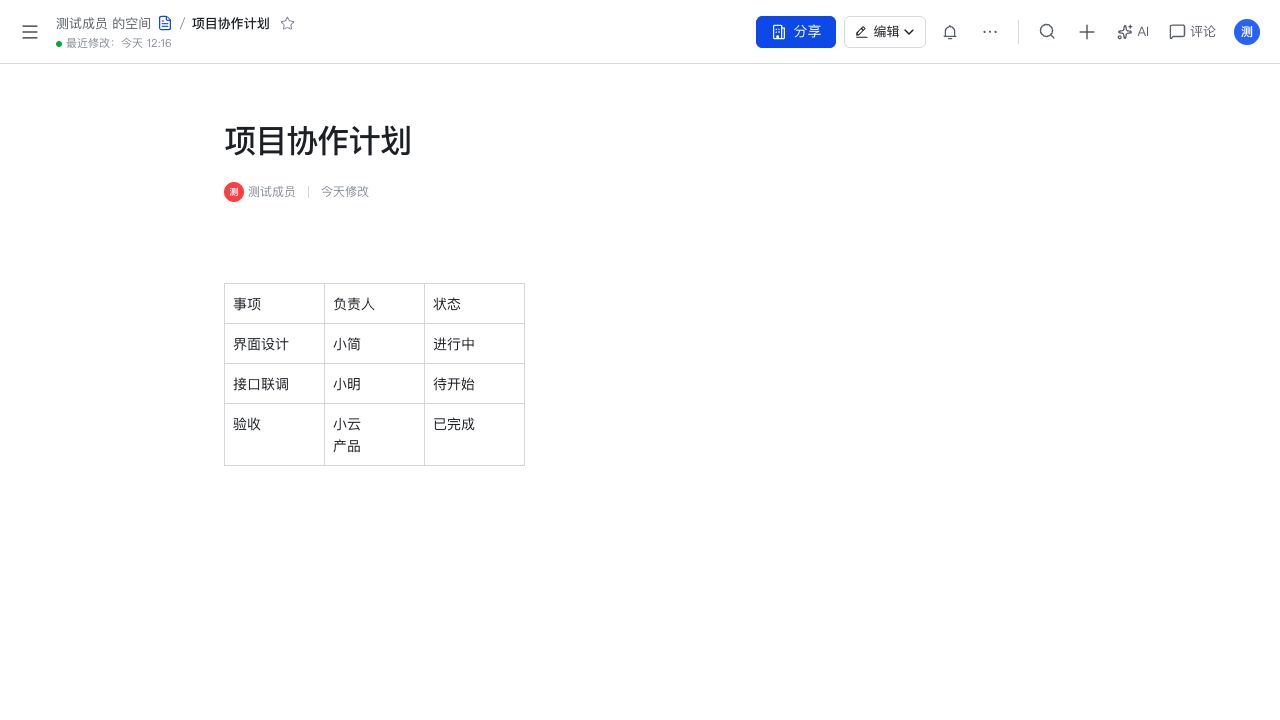 测试成员 的空间 / 项目协作计划
最近修改：今天 12:16
分享
编辑
AI
评论
测
项目协作计划
测 测试成员 今天修改
事项 负责人 状态
界面设计 小简 进行中
接口联调 小明 待开始
验收 小云 已完成
产品